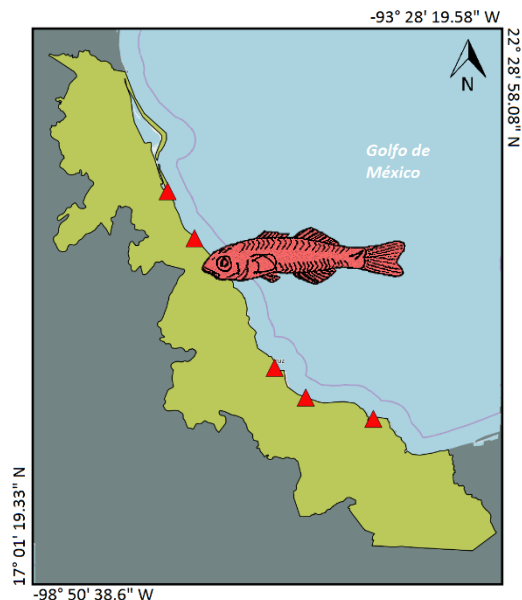 -93° 28' 19.58" W
22° 28' 58.08" N
N
Golfo de
México
17° 01' 19.33" N
-98° 50' 38.6" W